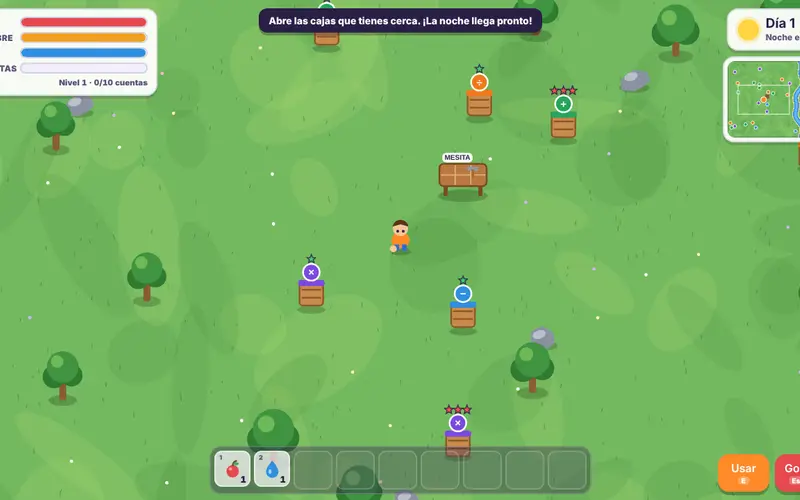 Abre las cajas que tienes cerca. ¡La noche llega pronto!
BRE
TAS
Nivel 1 · 0/10 cuentas
Día 1
Noche e
÷
+
MESITA
×
−
×
1
1
2
1
Usar
E
Go
Es